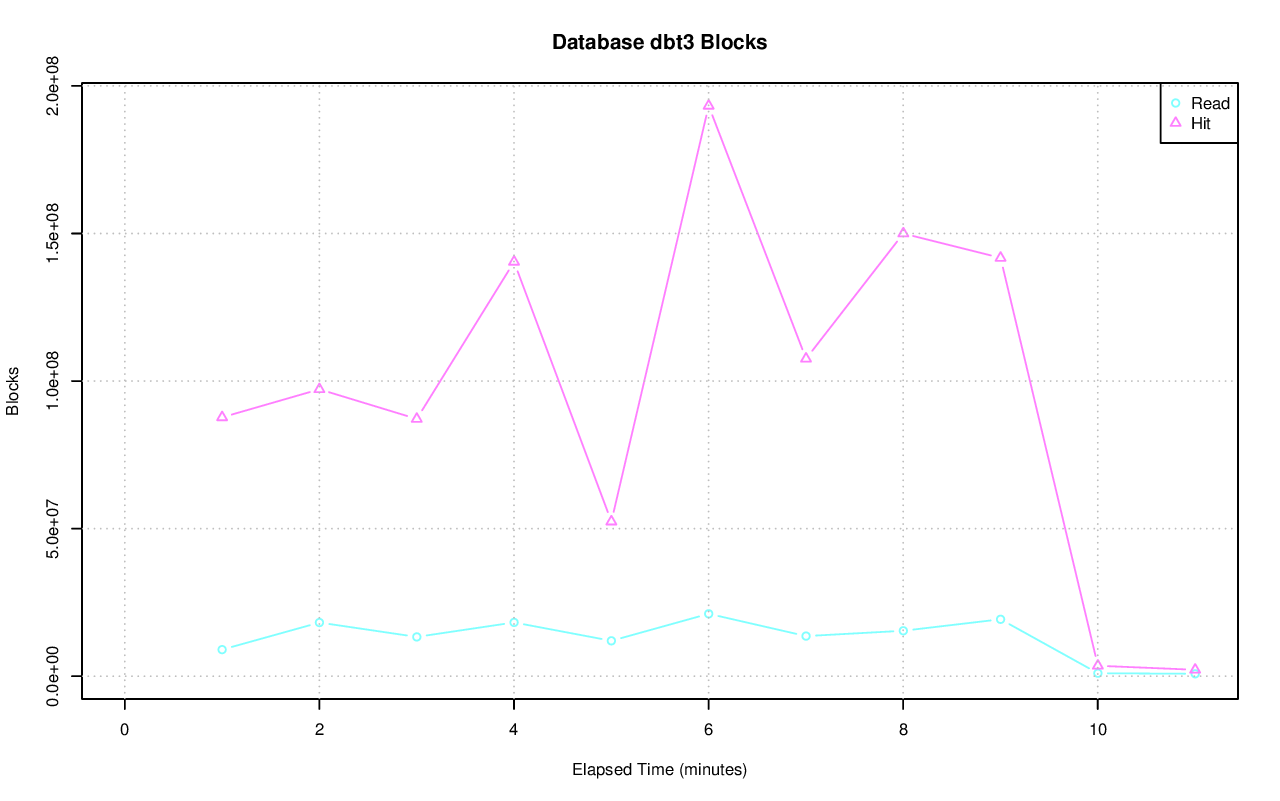 Database dbt3 Blocks
Read
Hit
Blocks
2.0e+08
1.5e+08
1.0e+08
5.0e+07
0.0e+00
0 2 4 6 8 10
Elapsed Time (minutes)